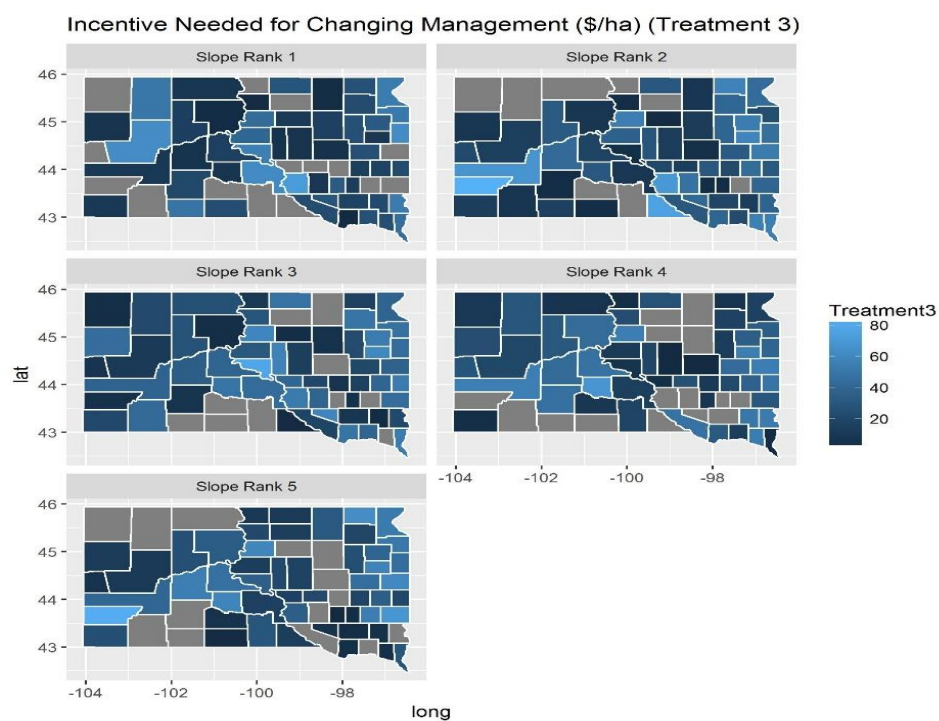 Incentive Needed for Changing Management ($/ha) (Treatment 3)
Slope Rank 1
Slope Rank 2
46
45
44
43
Slope Rank 3
Slope Rank 4
46
45
44
43
Treatment3
80
60
40
20
lat
-104
-102
-100
-98
Slope Rank 5
46
45
44
43
-104
-102
-100
-98
long